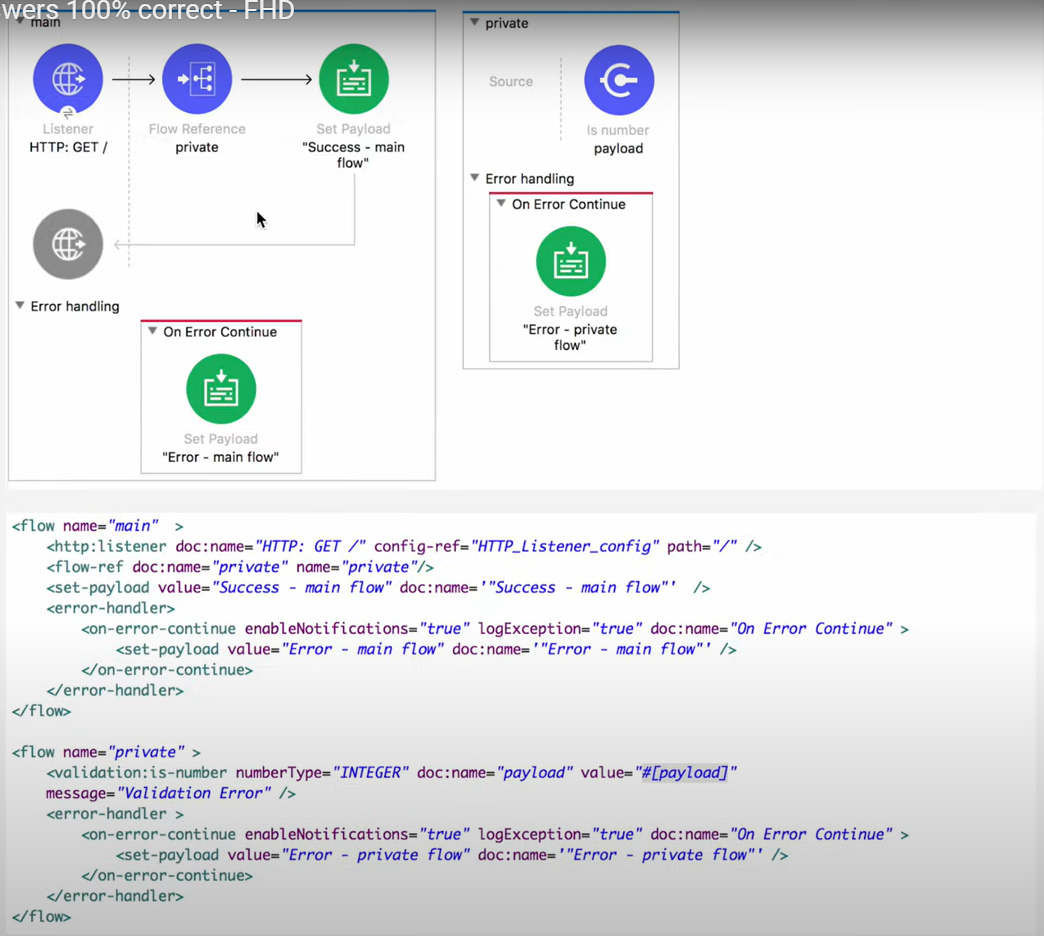 wers 100% correct - FHD
main
Listener
HTTP: GET /
Flow Reference
private
Set Payload
"Success - main
flow"
Error handling
On Error Continue
Set Payload
"Error - main flow"
private
Source
Is number
payload
Error handling
On Error Continue
Set Payload
"Error - private
flow"
<flow name="main"  >
<http:listener doc:name="HTTP: GET /" config-ref="HTTP_Listener_config" path="/" />
<flow-ref doc:name="private" name="private"/>
<set-payload value="Success - main flow" doc:name='"Success - main flow"'  />
<error-handler>
<on-error-continue enableNotifications="true" logException="true" doc:name="On Error Continue" >
<set-payload value="Error - main flow" doc:name='"Error - main flow"' />
</on-error-continue>
</error-handler>
</flow>
<flow name="private" >
<validation:is-number numberType="INTEGER" doc:name="payload" value="#[payload]"
message="Validation Error" />
<error-handler >
<on-error-continue enableNotifications="true" logException="true" doc:name="On Error Continue" >
<set-payload value="Error - private flow" doc:name='"Error - private flow"' />
</on-error-continue>
</error-handler>
</flow>